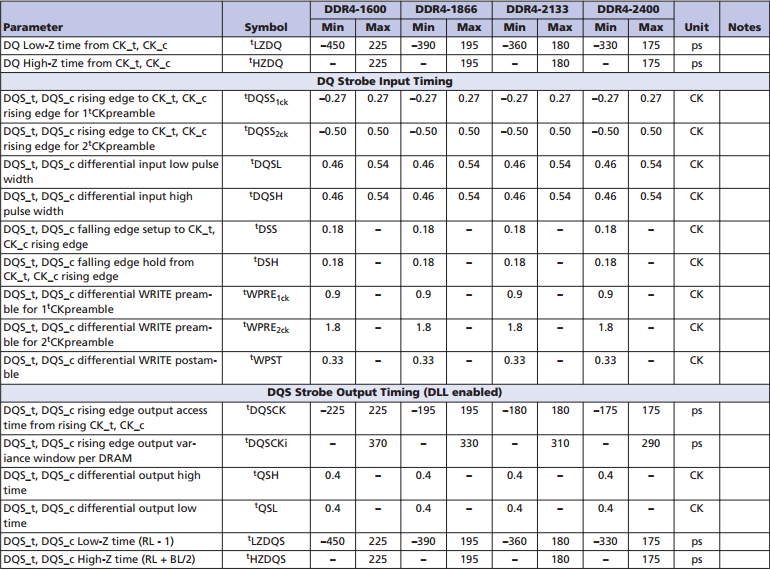 DDR4-1600 DDR4-1866 DDR4-2133 DDR4-2400
Parameter Symbol Min Max Min Max Min Max Min Max Unit Notes
DQ Low-Z time from CK_t, CK_c tLZDQ –450 225 –390 195 –360 180 –330 175 ps
DQ High-Z time from CK_t, CK_c tHZDQ – 225 – 195 – 180 – 175 ps
DQ Strobe Input Timing
DQS_t, DQS_c rising edge to CK_t, CK_c tDQSS1ck –0.27 0.27 –0.27 0.27 –0.27 0.27 –0.27 0.27 CK
rising edge for 1tCKpreamble
DQS_t, DQS_c rising edge to CK_t, CK_c tDQSS2ck –0.50 0.50 –0.50 0.50 –0.50 0.50 –0.50 0.50 CK
rising edge for 2tCKpreamble
DQS_t, DQS_c differential input low pulse tDQSL 0.46 0.54 0.46 0.54 0.46 0.54 0.46 0.54 CK
width
DQS_t, DQS_c differential input high tDQSH 0.46 0.54 0.46 0.54 0.46 0.54 0.46 0.54 CK
pulse width
DQS_t, DQS_c falling edge setup to CK_t, tDSS 0.18 – 0.18 – 0.18 – 0.18 – CK
CK_c rising edge
DQS_t, DQS_c falling edge hold from tDSH 0.18 – 0.18 – 0.18 – 0.18 – CK
CK_t, CK_c rising edge
DQS_t, DQS_c differential WRITE pream- tWPRE1ck 0.9 – 0.9 – 0.9 – 0.9 – CK
ble for 1tCKpreamble
DQS_t, DQS_c differential WRITE pream- tWPRE2ck 1.8 – 1.8 – 1.8 – 1.8 – CK
ble for 2tCKpreamble
DQS_t, DQS_c differential WRITE postam- tWPST 0.33 – 0.33 – 0.33 – 0.33 – CK
ble
DQS Strobe Output Timing (DLL enabled)
DQS_t, DQS_c rising edge output access tDQSCK –225 225 –195 195 –180 180 –175 175 ps
time from rising CK_t, CK_c
DQS_t, DQS_c rising edge output var- tDQSCKi – 370 – 330 – 310 – 290 ps
iance window per DRAM
DQS_t, DQS_c differential output high tQSH 0.4 – 0.4 – 0.4 – 0.4 – CK
time
DQS_t, DQS_c differential output low tQSL 0.4 – 0.4 – 0.4 – 0.4 – CK
time
DQS_t, DQS_c Low-Z time (RL - 1) tLZDQS –450 225 –390 195 –360 180 –330 175 ps
DQS_t, DQS_c High-Z time (RL + BL/2) tHZDQS – 225 – 195 – 180 – 175 ps